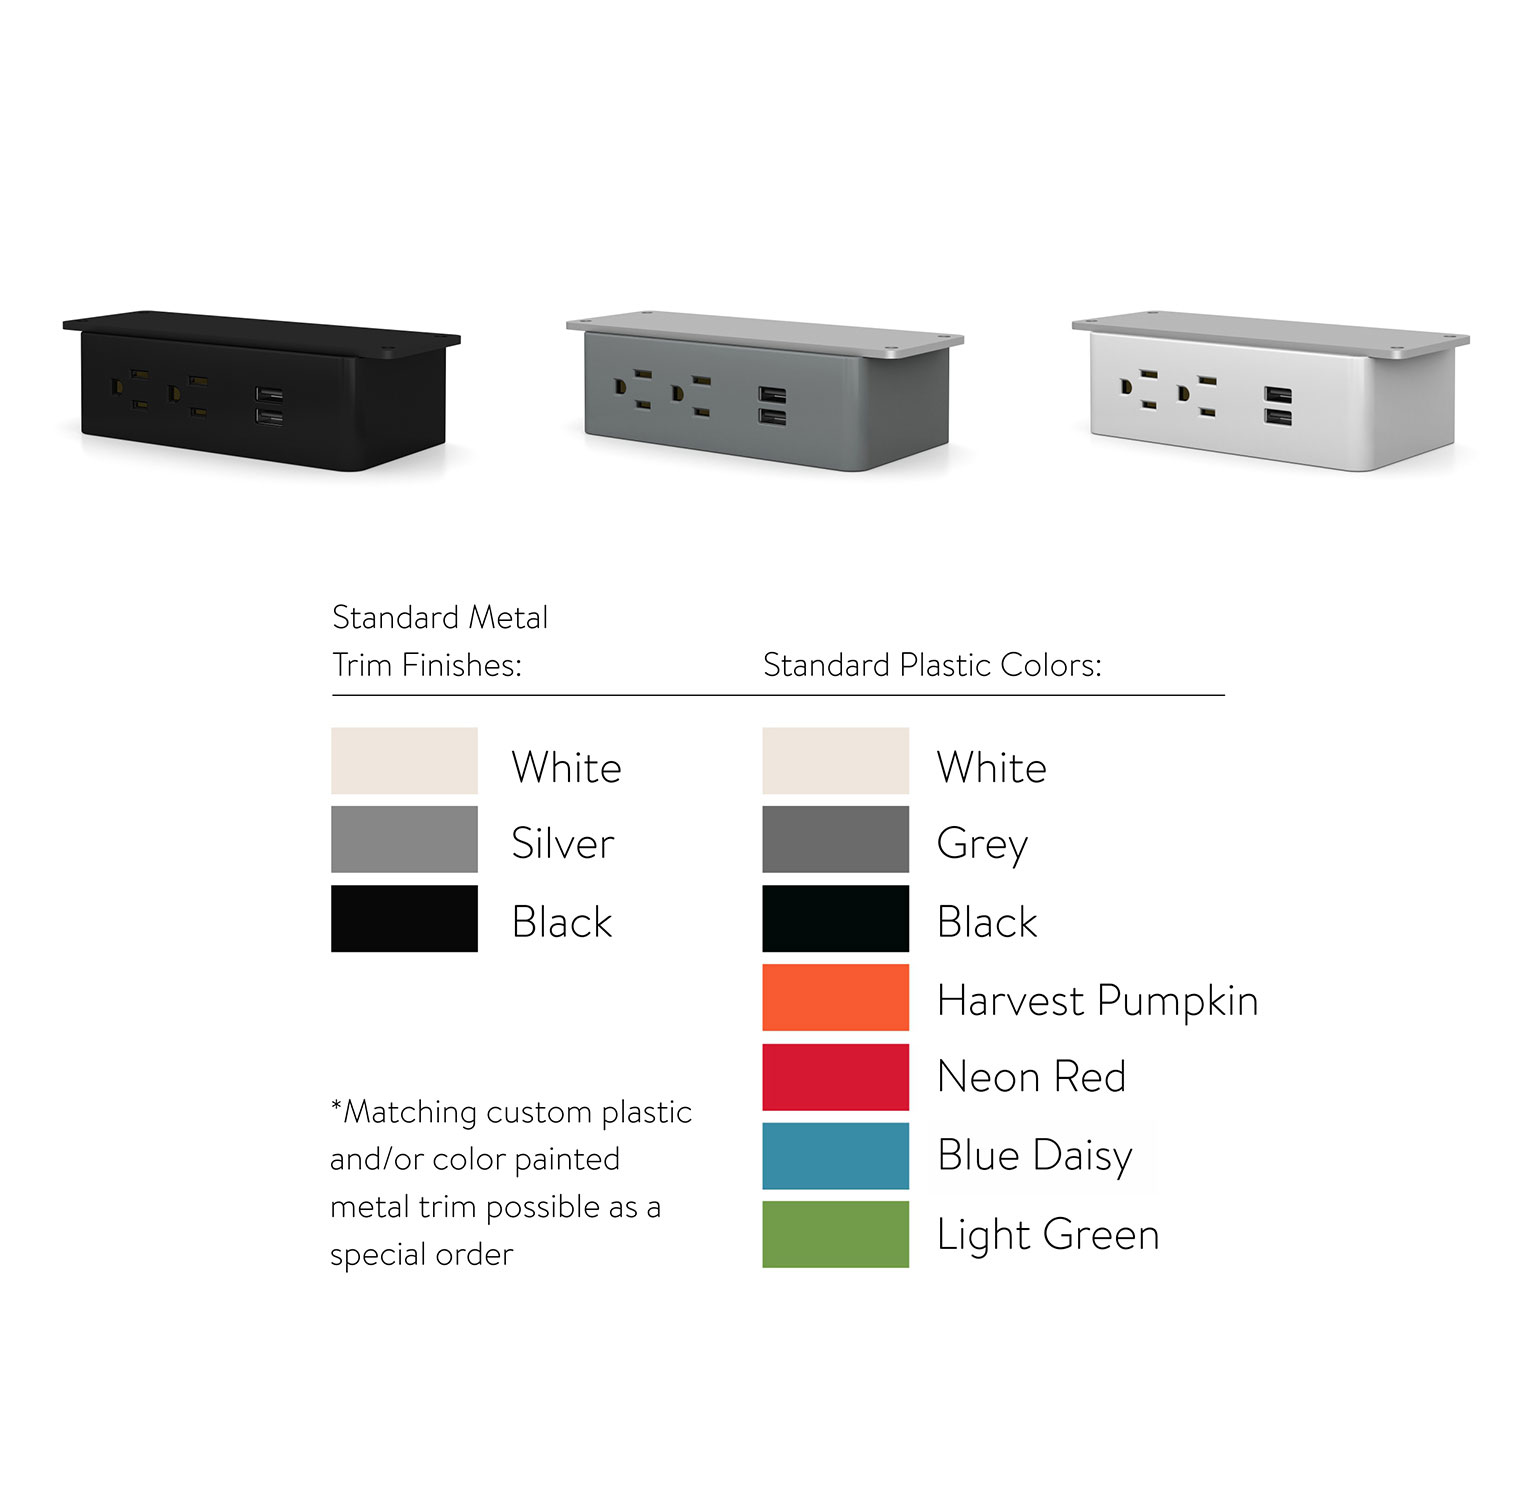 Standard Metal
Trim Finishes:
White
Silver
Black
*Matching custom plastic
and/or color painted
metal trim possible as a
special order
Standard Plastic Colors:
White
Grey
Black
Harvest Pumpkin
Neon Red
Blue Daisy
Light Green